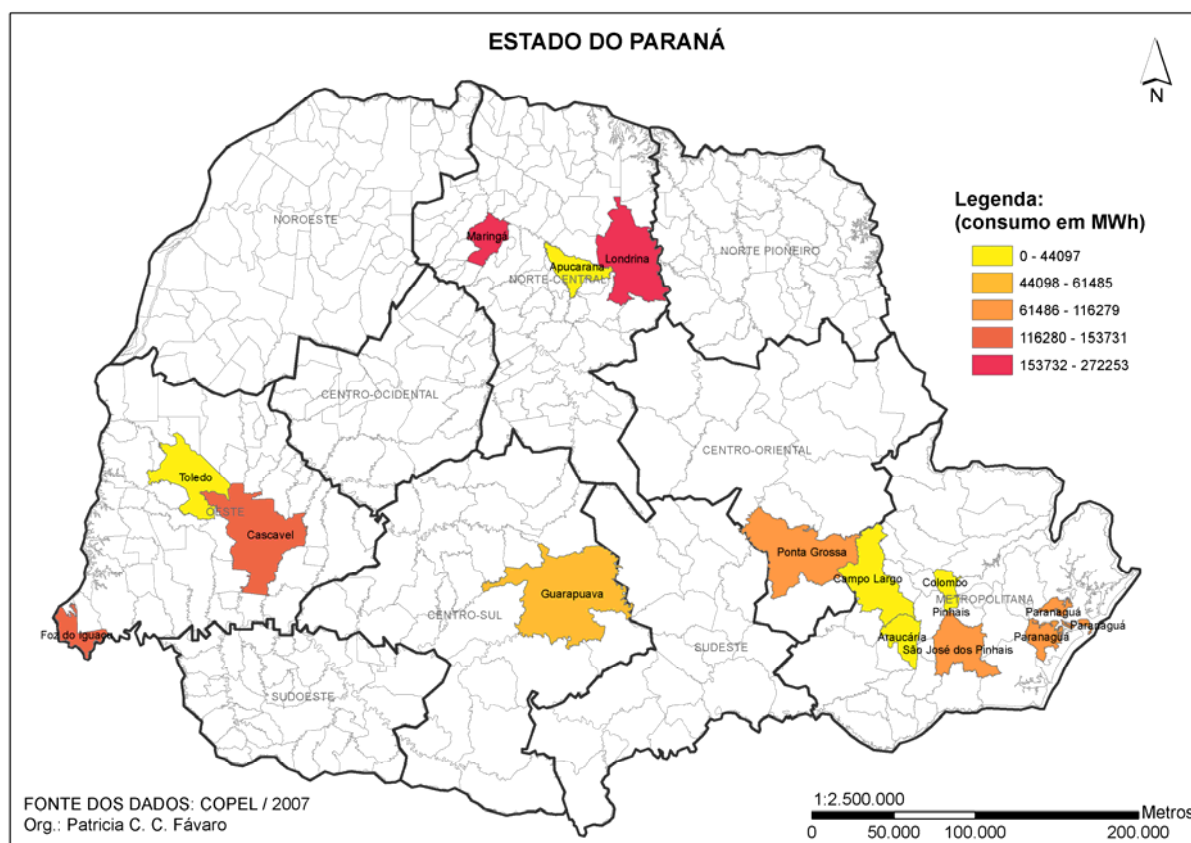 ESTADO DO PARANÁ
N
Legenda:
(consumo em MWh)
0 - 44097
44098 - 61485
61486 - 116279
116280 - 153731
153732 - 272253
NOROESTE
Maringá
Londrina
Apucarana
NORTE-CENTRAL
NORTE PIONEIRO
CENTRO-OCIDENTAL
CENTRO-ORIENTAL
Toledo
OESTE
Cascavel
Ponta Grossa
Campo Largo
Colombo
METROPOLITANA
Pinhais
Guarapuava
CENTRO-SUL
Paranaguá
Paranaguá
Paranaguá
Foz do Iguaçu
Araucária
São José dos Pinhais
SUDESTE
SUDOESTE
FONTE DOS DADOS: COPEL / 2007
Org.: Patricia C. C. Fávaro
1:2.500.000
Metros
0 50.000 100.000 200.000